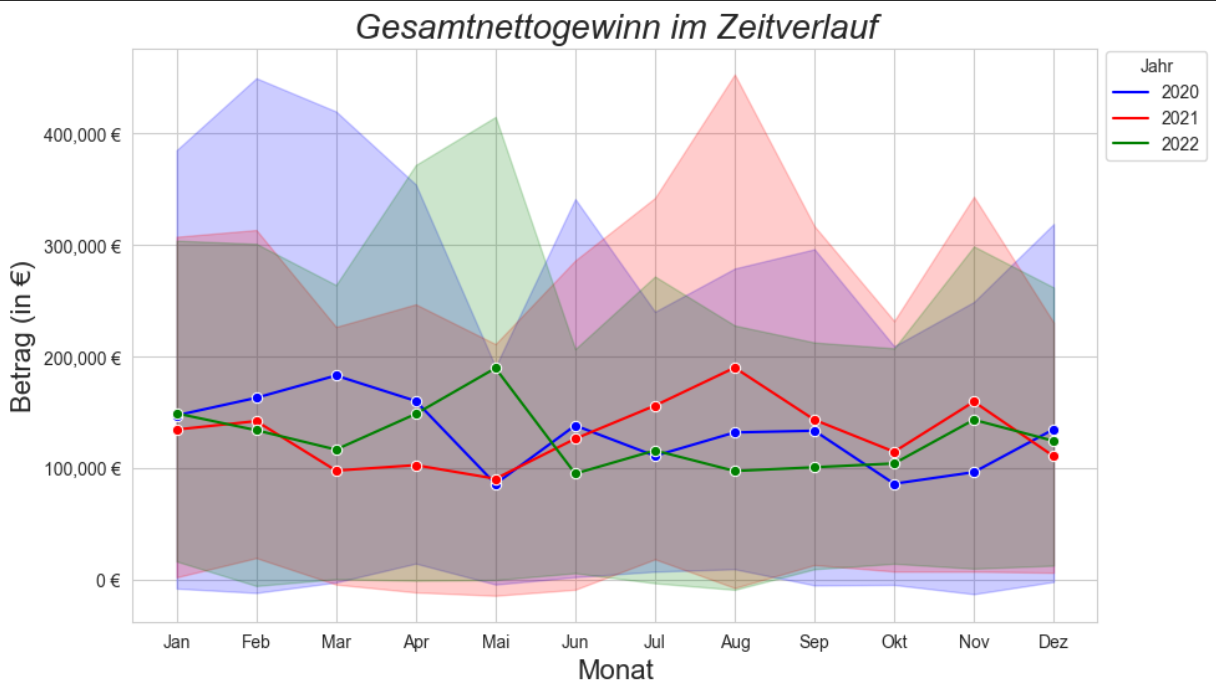 Gesamtnettogewinn im Zeitverlauf
Jahr
2020
2021
2022
400,000 €
300,000 €
200,000 €
100,000 €
0 €
Betrag (in €)
Jan Feb Mar Apr Mai Jun Jul Aug Sep Okt Nov Dez
Monat